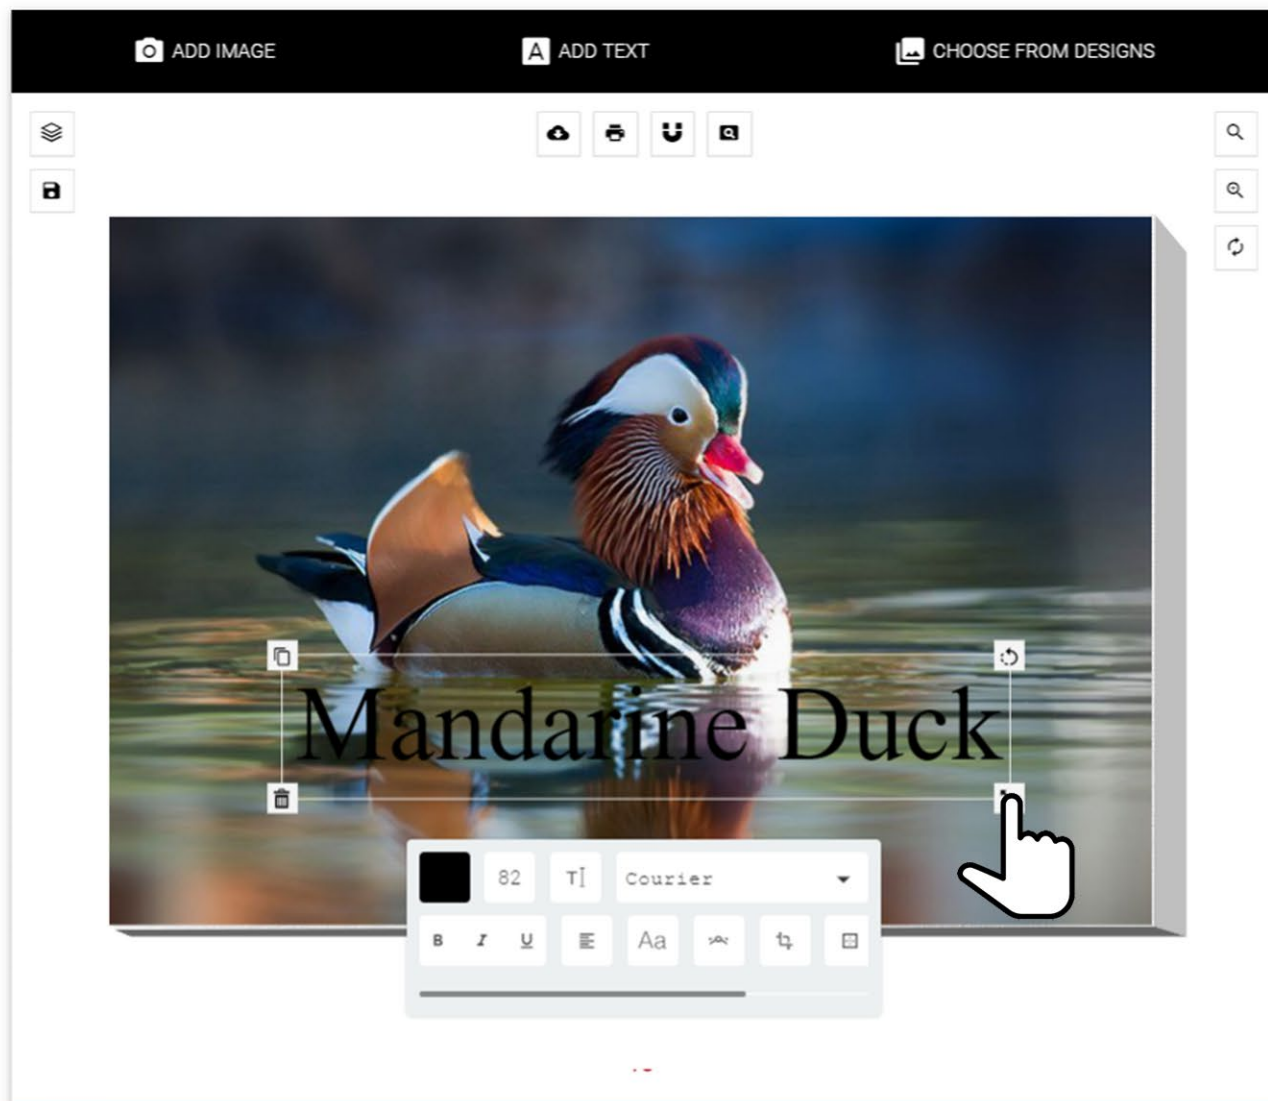 ADD IMAGE
ADD TEXT
CHOOSE FROM DESIGNS
Mandarine Duck
82
Courier
B I U
Aa